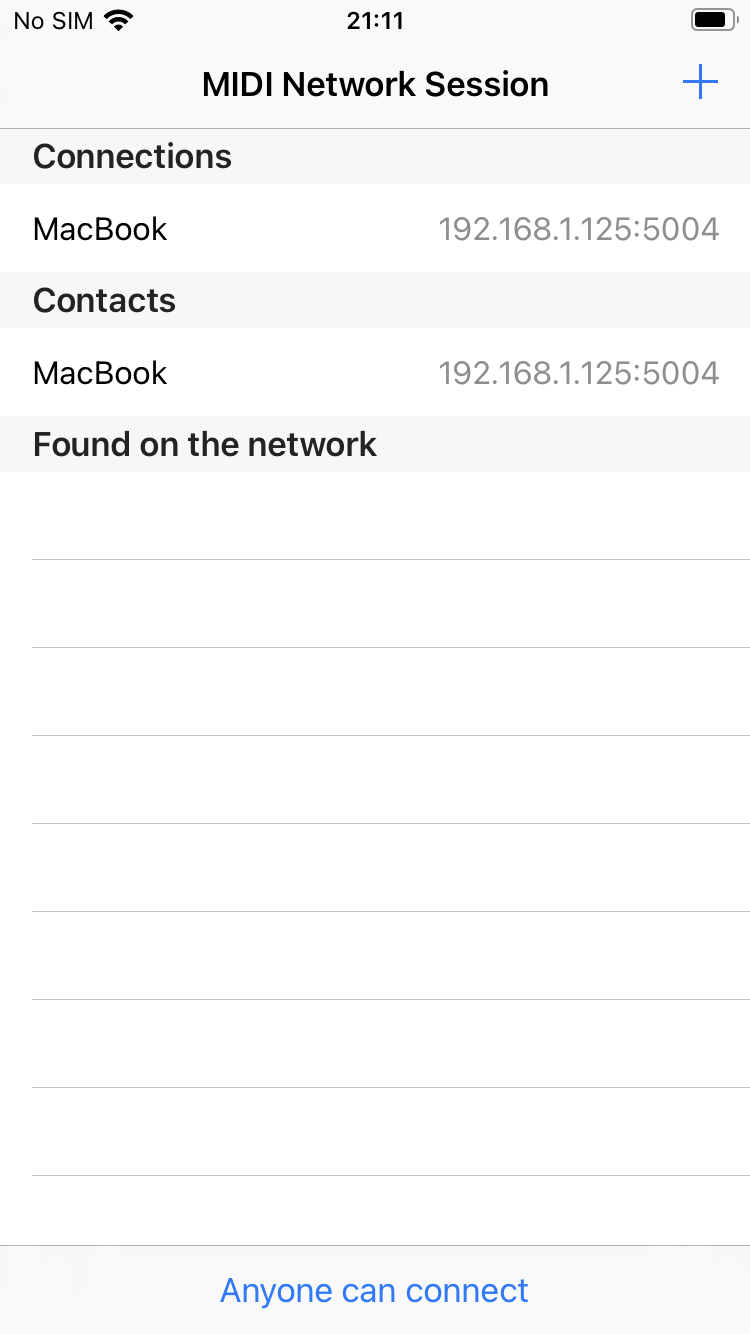 No SIM 21:11
MIDI Network Session
Connections
MacBook 192.168.1.125:5004
Contacts
MacBook 192.168.1.125:5004
Found on the network
Anyone can connect